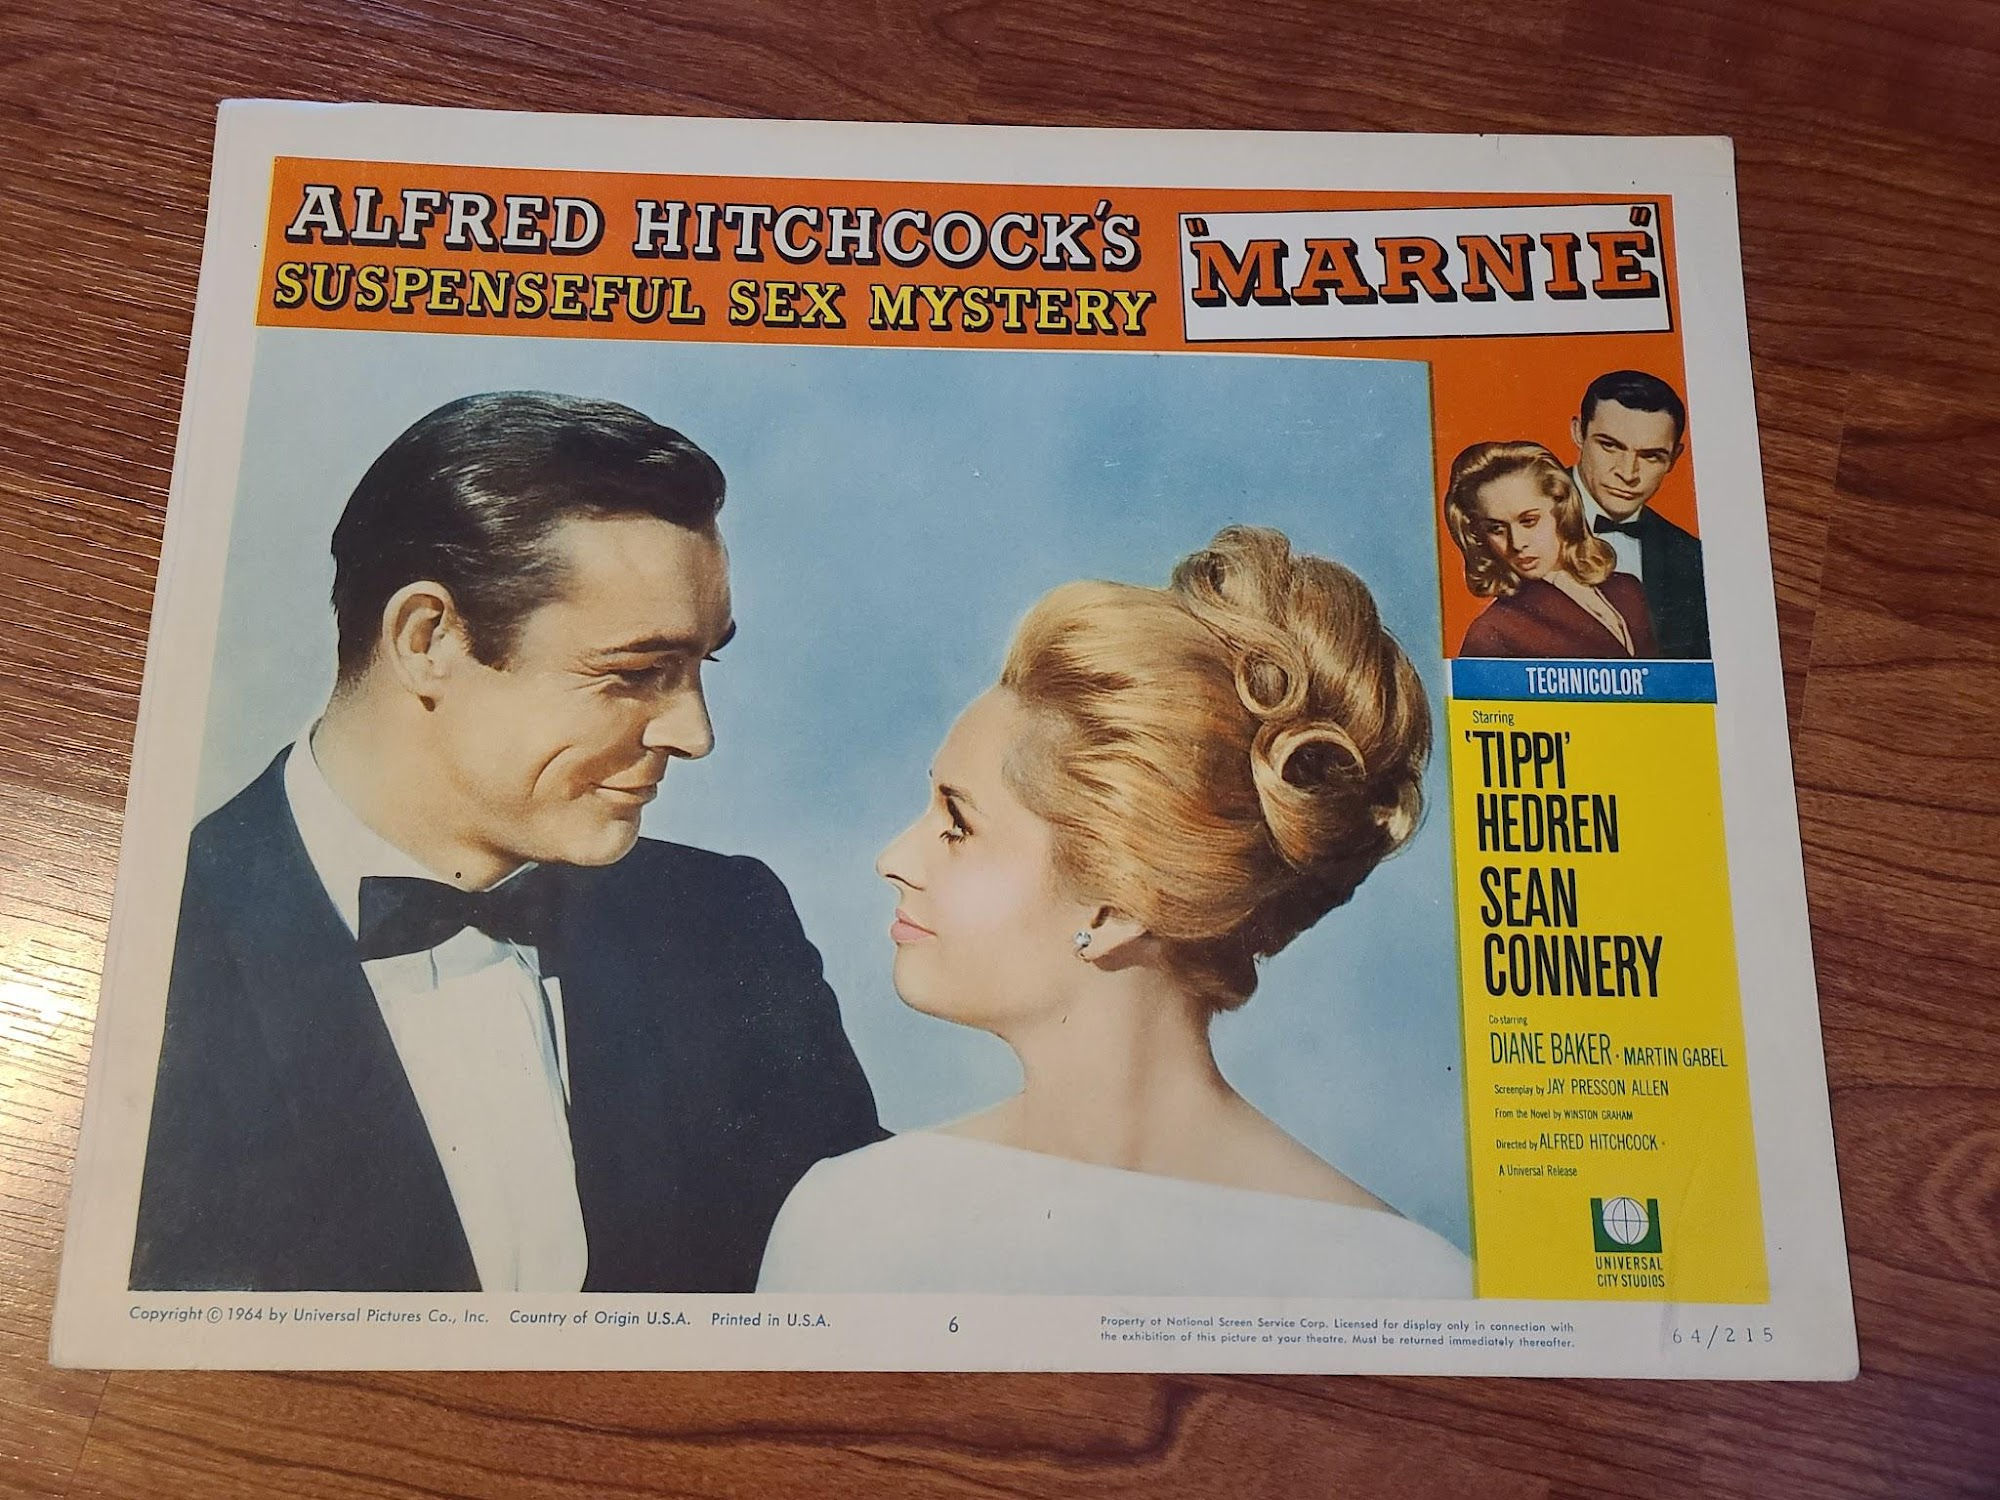 ALFRED HITCHCOCK'S
SUSPENSEFUL SEX MYSTERY
"MARNIE"
TECHNICOLOR®
Starring
'TIPPI'
HEDREN
SEAN
CONNERY
Co-starring
DIANE BAKER · MARTIN GABEL
Screenplay by JAY PRESSON ALLEN
From the Novel by WINSTON GRAHAM
Directed by ALFRED HITCHCOCK ·
A Universal Release
UNIVERSAL
CITY STUDIOS
Copyright © 1964 by Universal Pictures Co., Inc. Country of Origin U.S.A. Printed in U.S.A.
6
Property of National Screen Service Corp. Licensed for display only in connection with
the exhibition of this picture at your theatre. Must be returned immediately thereafter.
64/215